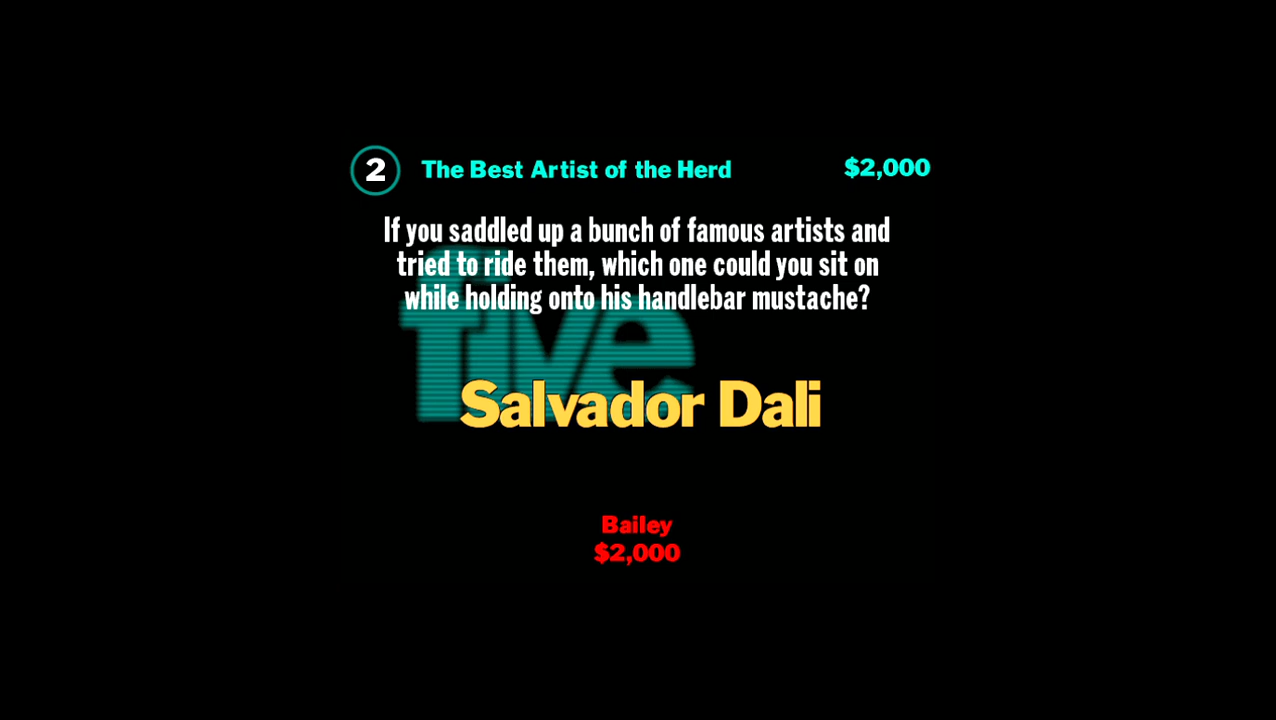 2 The Best Artist of the Herd $2,000
If you saddled up a bunch of famous artists and
tried to ride them, which one could you sit on
while holding onto his handlebar mustache?
five
Salvador Dali
Bailey
$2,000